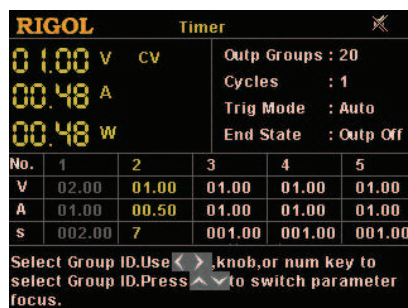 RIGOL Timer
01.00 V CV
00.48 A
00.48 W
Outp Groups : 20
Cycles : 1
Trig Mode : Auto
End State : Outp Off
No. 1 2 3 4 5
V 02.00 01.00 01.00 01.00 01.00
A 01.00 00.50 01.00 01.00 01.00
s 002.00 7 001.00 001.00 001.00
Select Group ID.Use < > ,knob,or num key to
select Group ID.Press ∧ ∨ to switch parameter
focus.